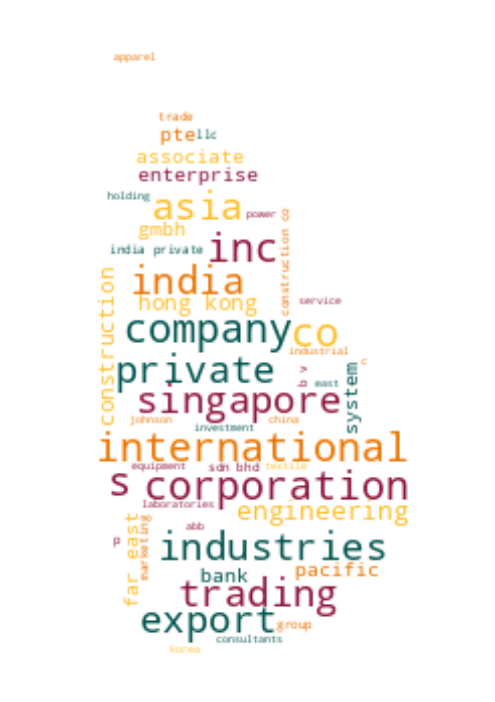 apparel
trade
pte llc
associate
enterprise
holding
asia power
gmbh
construction co
india private inc
india
hong kong service
construction
company co
industrial
private c
b v east
system
singapore
johnson china
investment
international
equipment sdn bhd textile
s corporation
laboratories
engineering
far east
marketing
abb
p
industries
bank pacific
trading
export group
consultants
korea